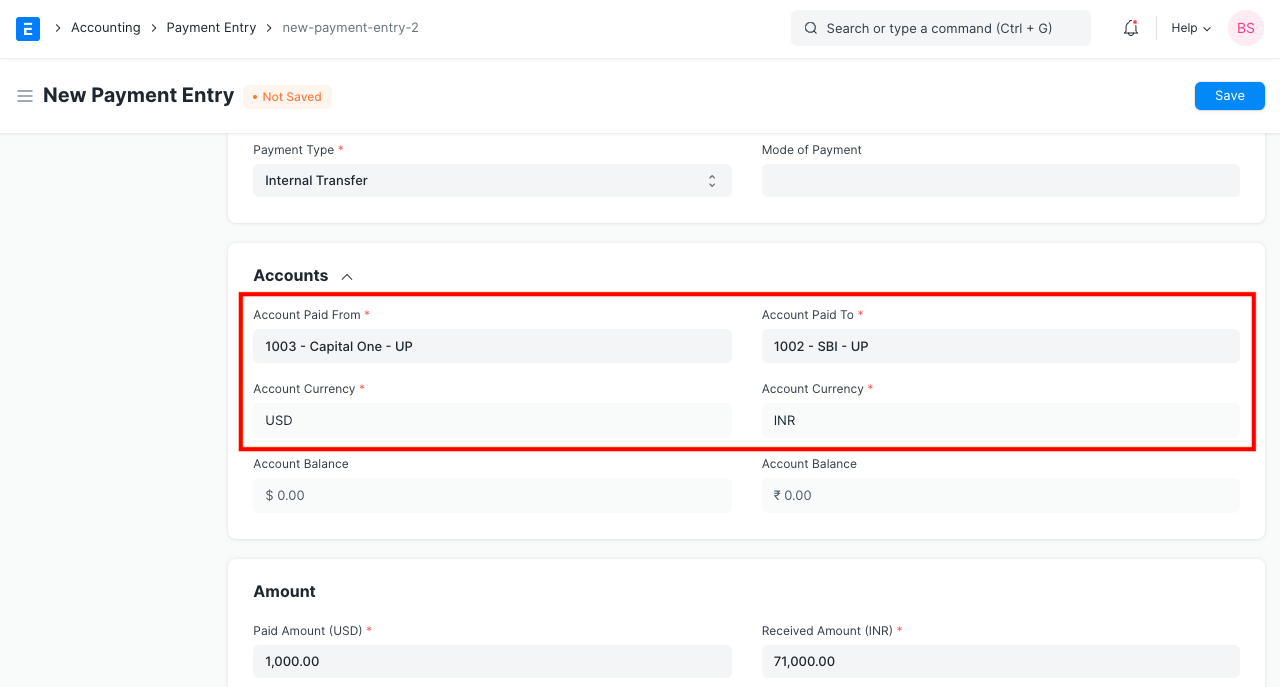 E > Accounting > Payment Entry > new-payment-entry-2 Search or type a command (Ctrl + G) Help BS
New Payment Entry • Not Saved Save
Payment Type * Mode of Payment
Internal Transfer
Accounts
Account Paid From * Account Paid To *
1003 - Capital One - UP 1002 - SBI - UP
Account Currency * Account Currency *
USD INR
Account Balance Account Balance
$ 0.00 ₹ 0.00
Amount
Paid Amount (USD) * Received Amount (INR) *
1,000.00 71,000.00